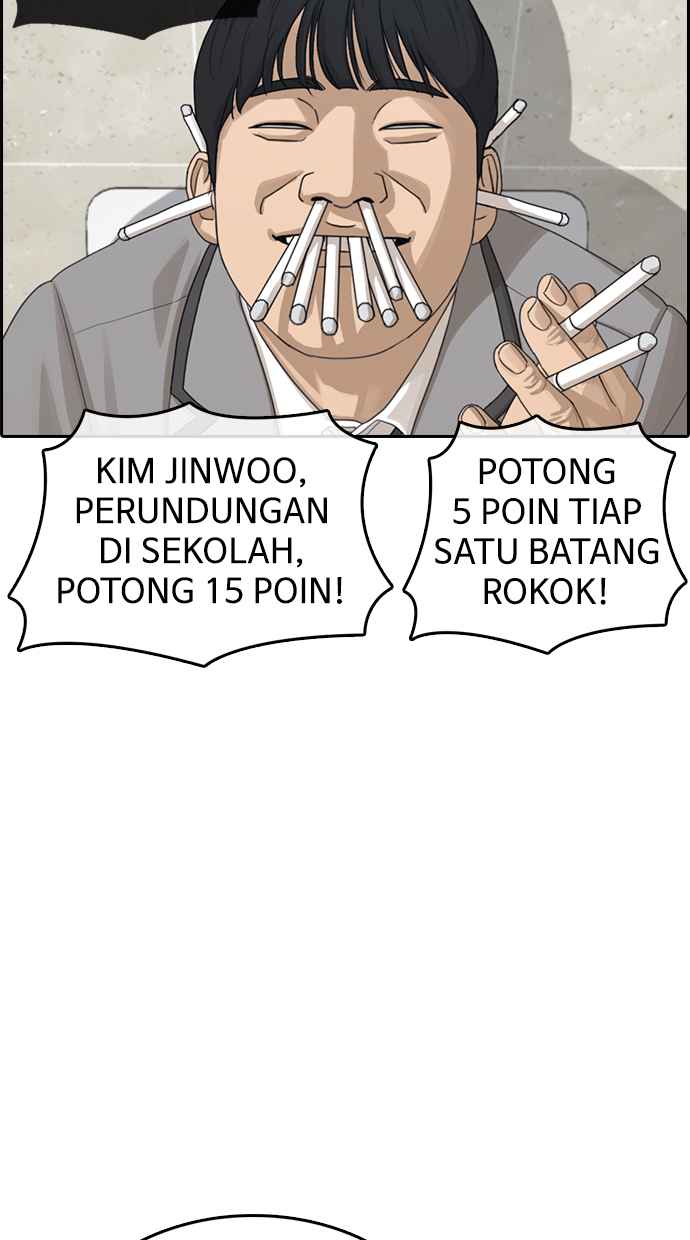 KIM JINWOO,
PERUNDUNGAN
DI SEKOLAH,
POTONG 15 POIN!
POTONG
5 POIN TIAP
SATU BATANG
ROKOK!